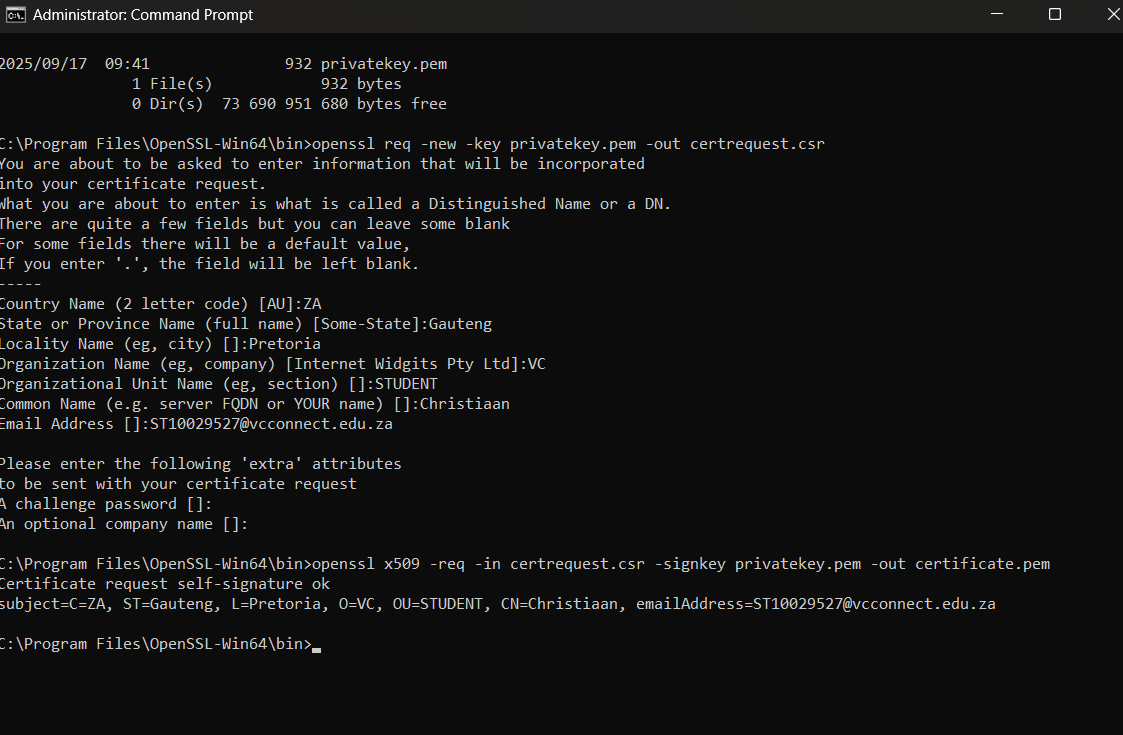 Administrator: Command Prompt
2025/09/17  09:41               932 privatekey.pem
               1 File(s)            932 bytes
               0 Dir(s)  73 690 951 680 bytes free
C:\Program Files\OpenSSL-Win64\bin>openssl req -new -key privatekey.pem -out certrequest.csr
You are about to be asked to enter information that will be incorporated
into your certificate request.
What you are about to enter is what is called a Distinguished Name or a DN.
There are quite a few fields but you can leave some blank
For some fields there will be a default value,
If you enter '.', the field will be left blank.
-----
Country Name (2 letter code) [AU]:ZA
State or Province Name (full name) [Some-State]:Gauteng
Locality Name (eg, city) []:Pretoria
Organization Name (eg, company) [Internet Widgits Pty Ltd]:VC
Organizational Unit Name (eg, section) []:STUDENT
Common Name (e.g. server FQDN or YOUR name) []:Christiaan
Email Address []:ST10029527@vcconnect.edu.za
Please enter the following 'extra' attributes
to be sent with your certificate request
A challenge password []:
An optional company name []:
C:\Program Files\OpenSSL-Win64\bin>openssl x509 -req -in certrequest.csr -signkey privatekey.pem -out certificate.pem
Certificate request self-signature ok
subject=C=ZA, ST=Gauteng, L=Pretoria, O=VC, OU=STUDENT, CN=Christiaan, emailAddress=ST10029527@vcconnect.edu.za
C:\Program Files\OpenSSL-Win64\bin>